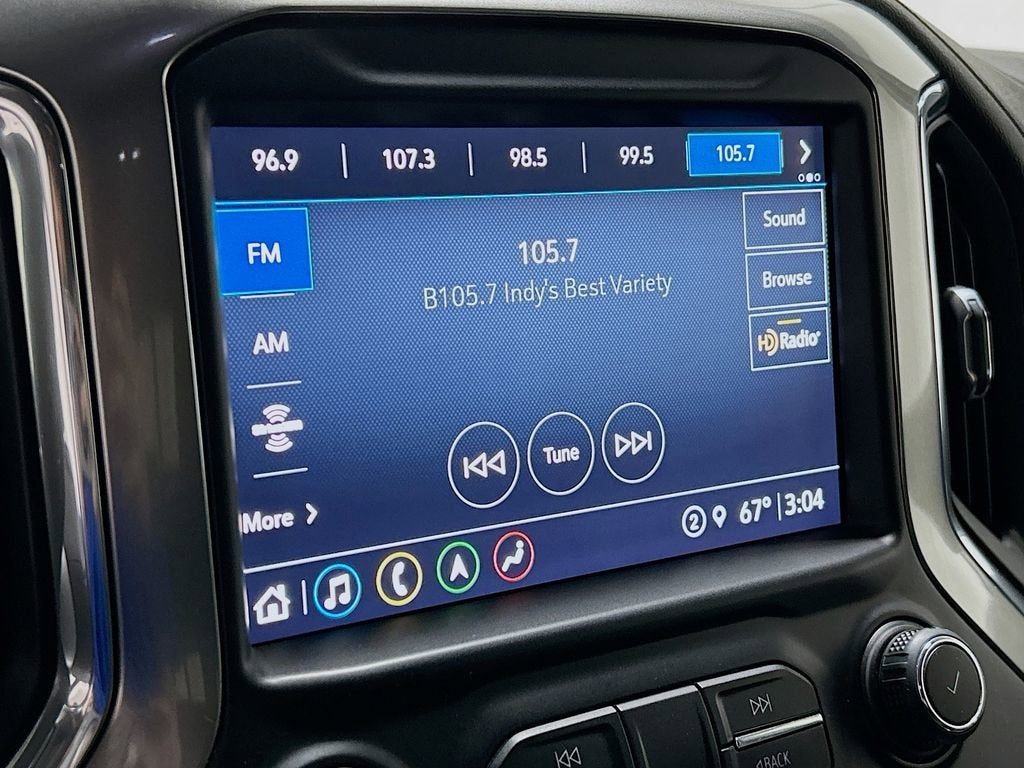 96.9 107.3 98.5 99.5 105.7
FM
105.7
B105.7 Indy's Best Variety
Sound
Browse
HD Radio
AM
Tune
More
2 67° 3:04
BACK